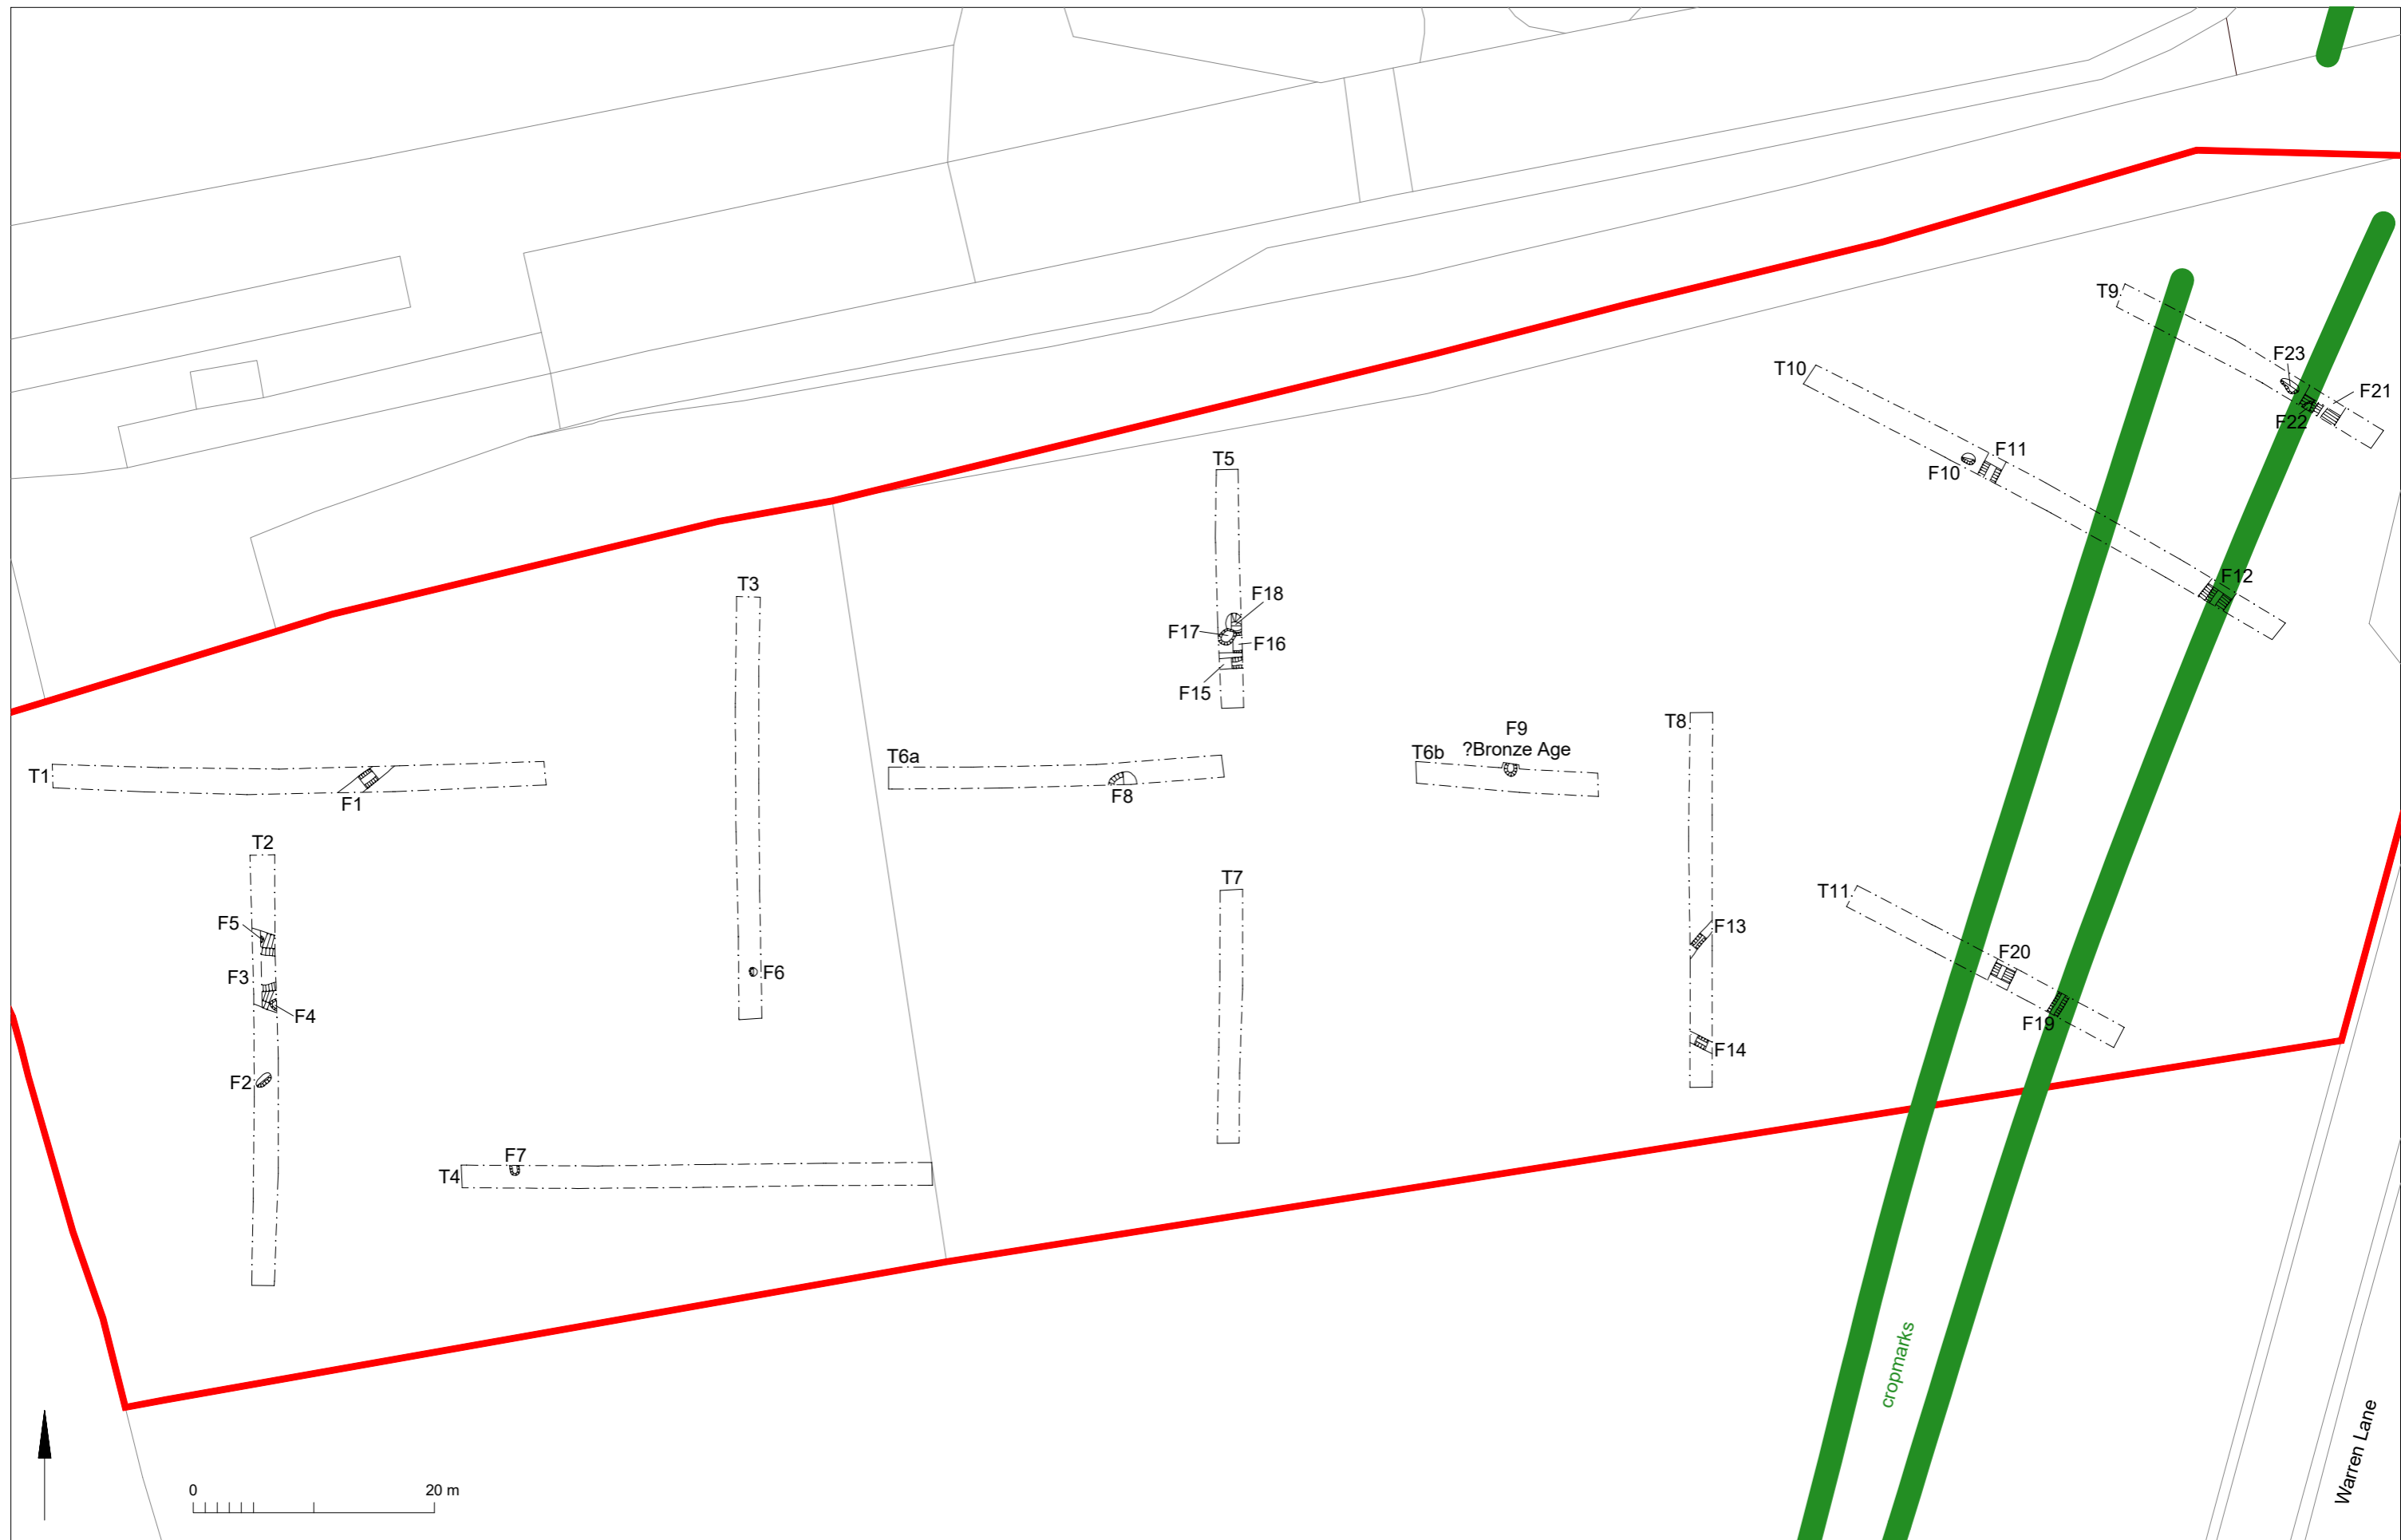 T9
F23
F21
F22
T10
F11
F10
F12
T5
F18
F17
F16
F15
T3
F9
?Bronze Age
T8
T6a
T6b
T1
F1
F8
T2
T7
T11
F5
F13
F3
F6
F20
F4
F19
F14
F2
F7
T4
cropmarks
Warren Lane
0
20 m